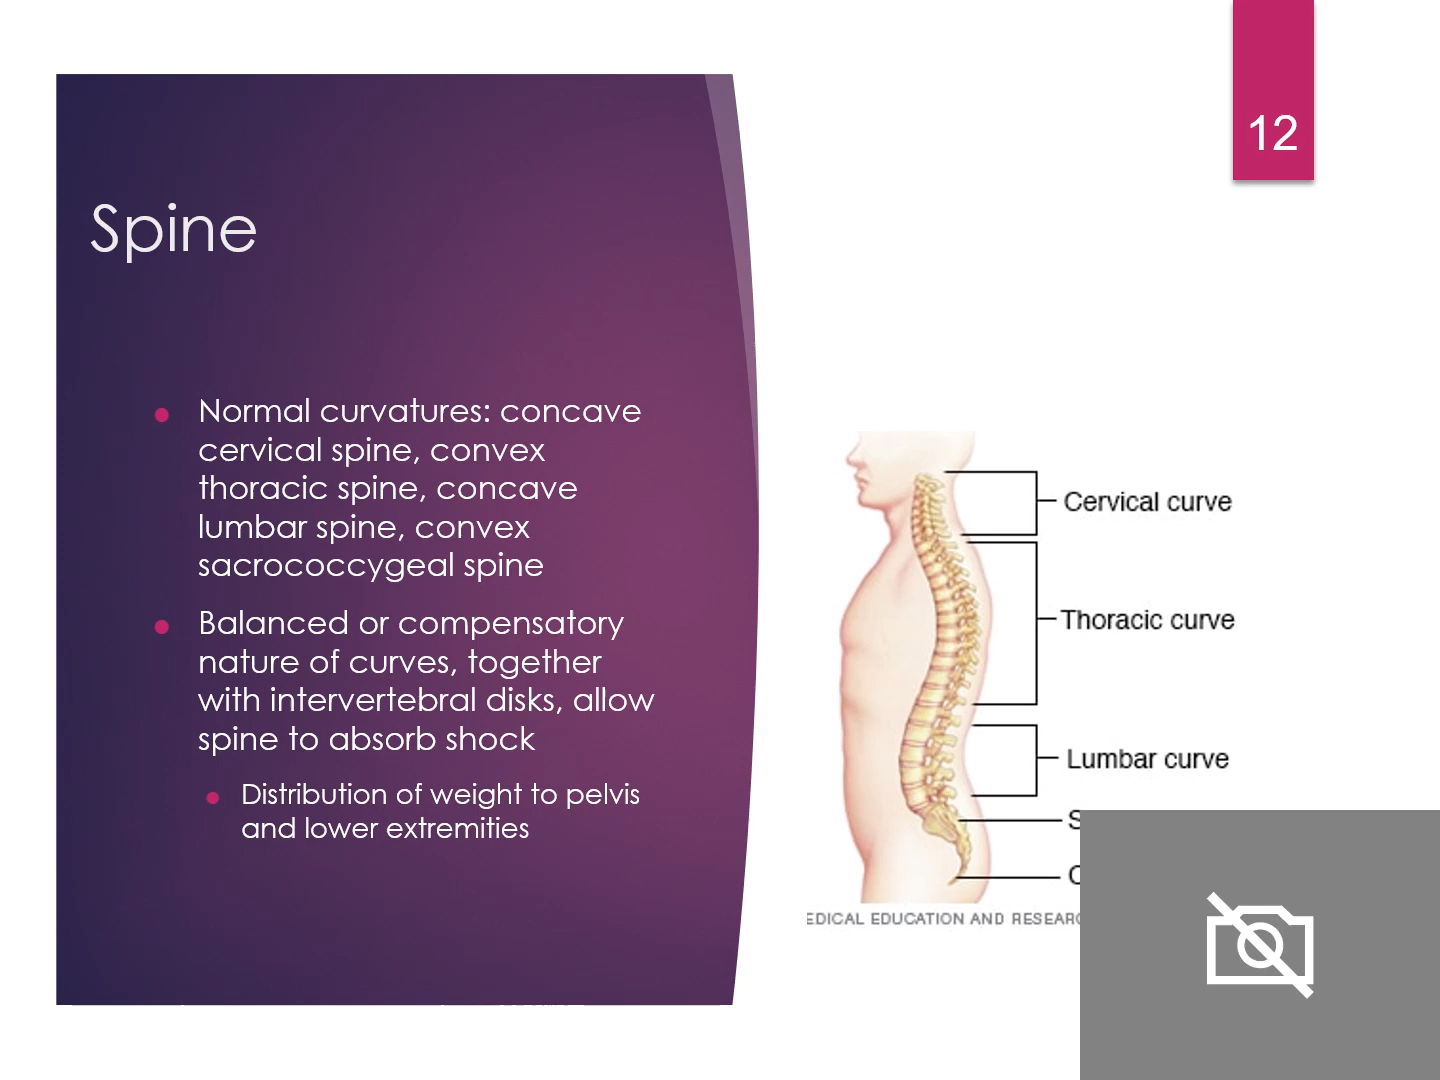 12
Spine
Normal curvatures: concave
cervical spine, convex
thoracic spine, concave
lumbar spine, convex
sacrococcygeal spine
Balanced or compensatory
nature of curves, together
with intervertebral disks, allow
spine to absorb shock
Distribution of weight to pelvis
and lower extremities
Cervical curve
Thoracic curve
Lumbar curve
EDUCATION AND